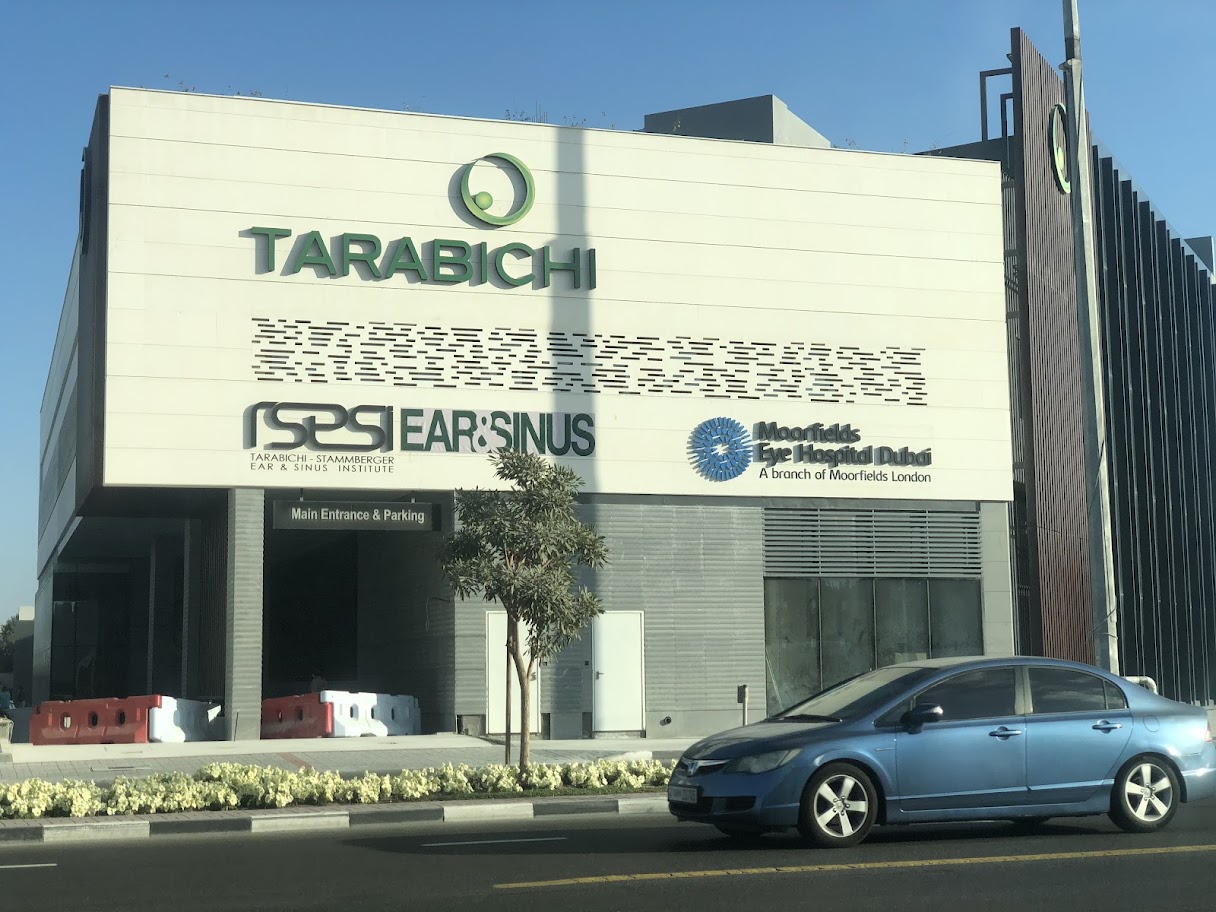 TARABICHI
rsesi EAR&SINUS
TARABICHI - STAMMBERGER
EAR & SINUS INSTITUTE
Moorfields
Eye Hospital Dubai
A branch of Moorfields London
Main Entrance & Parking